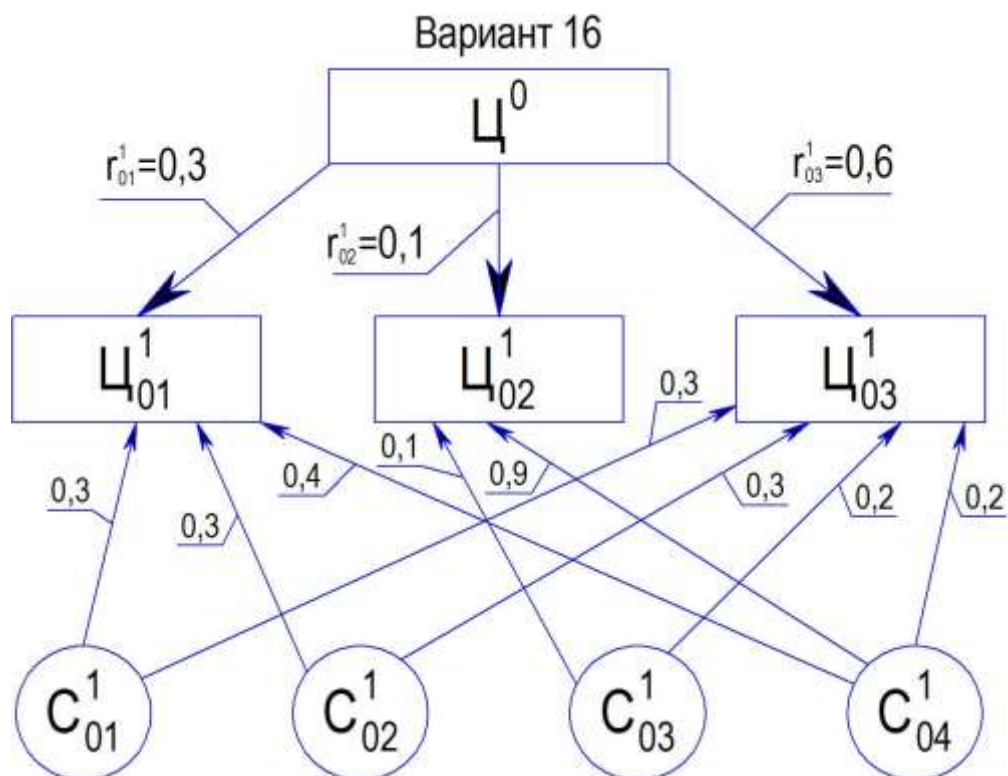 Вариант 16
Ц⁰
r¹₀₁=0,3
r¹₀₃=0,6
r¹₀₂=0,1
Ц¹₀₁
Ц¹₀₂
Ц¹₀₃
0,3
0,1
0,4
0,9
0,3
0,3
0,3
0,2
0,2
С¹₀₁
С¹₀₂
С¹₀₃
С¹₀₄